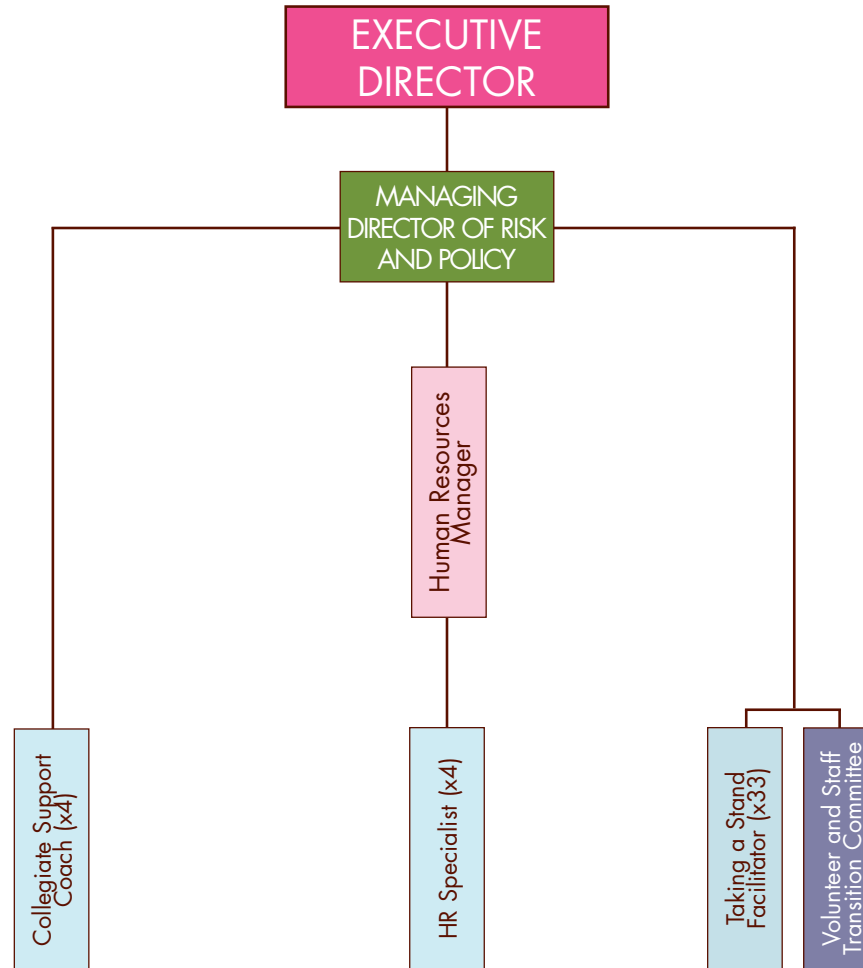 EXECUTIVE
DIRECTOR
MANAGING
DIRECTOR OF RISK
AND POLICY
Human Resources
Manager
Collegiate Support
Coach (x4)
HR Specialist (x4)
Taking a Stand
Facilitator (x33)
Volunteer and Staff
Transition Committee